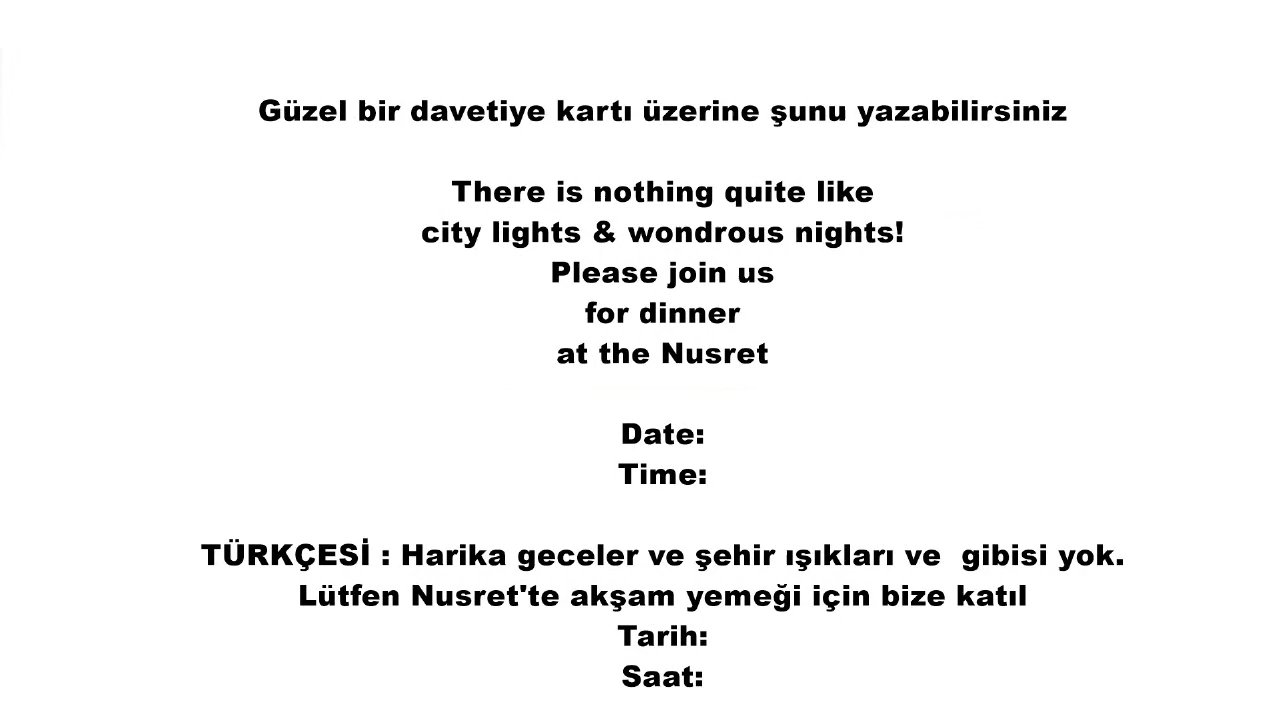 Güzel bir davetiye kartı üzerine şunu yazabilirsiniz
There is nothing quite like
city lights & wondrous nights!
Please join us
for dinner
at the Nusret
Date:
Time:
TÜRKÇESİ : Harika geceler ve şehir ışıkları ve  gibisi yok.
Lütfen Nusret'te akşam yemeği için bize katıl
Tarih:
Saat: